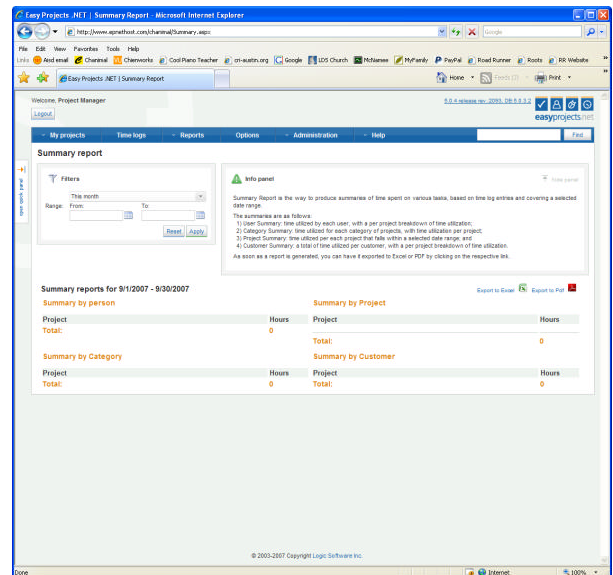 Easy Projects .NET | Summary Report - Microsoft Internet Explorer
http://www.epnethost.com/chanimal/Summary.aspx
Google
File Edit View Favorites Tools Help
Links Aisd email Chanimal Chienworks Cool Piano Teacher cri-austin.org Google LDS Church McNamee MyFamily PayPal Road Runner Roots RR Website
Easy Projects .NET | Summary Report
Home Feeds Print
Welcome, Project Manager
Logout
easyprojects.net
My projects Time logs Reports Options Administration Help Find
Summary report
open quick panel
Filters
This month
Range: From To
Reset Apply
Info panel
Hide panel
Summary Report is the way to produce summaries of time spent on various tasks, based on time log entries and covering a selected
date range.
The summaries are as follows:
1) User Summary: time utilized by each user, with a per project breakdown of time utilization;
2) Category Summary: time utilized for each category of projects, with time utilization per project;
3) Project Summary: time utilized per each project that falls within a selected date range; and
4) Customer Summary: a total of time utilized per customer, with a per project breakdown of time utilization.
As soon as a report is generated, you can have it exported to Excel or PDF by clicking on the respective link.
Summary reports for 9/1/2007 - 9/30/2007
Export to Excel Export to Pdf
Summary by person
Project Hours
Total: 0
Summary by Project
Project Hours
Total: 0
Summary by Category
Project Hours
Total: 0
Summary by Customer
Project Hours
Total: 0
© 2003-2007 Copyright Logic Software Inc.
Done Internet 100%